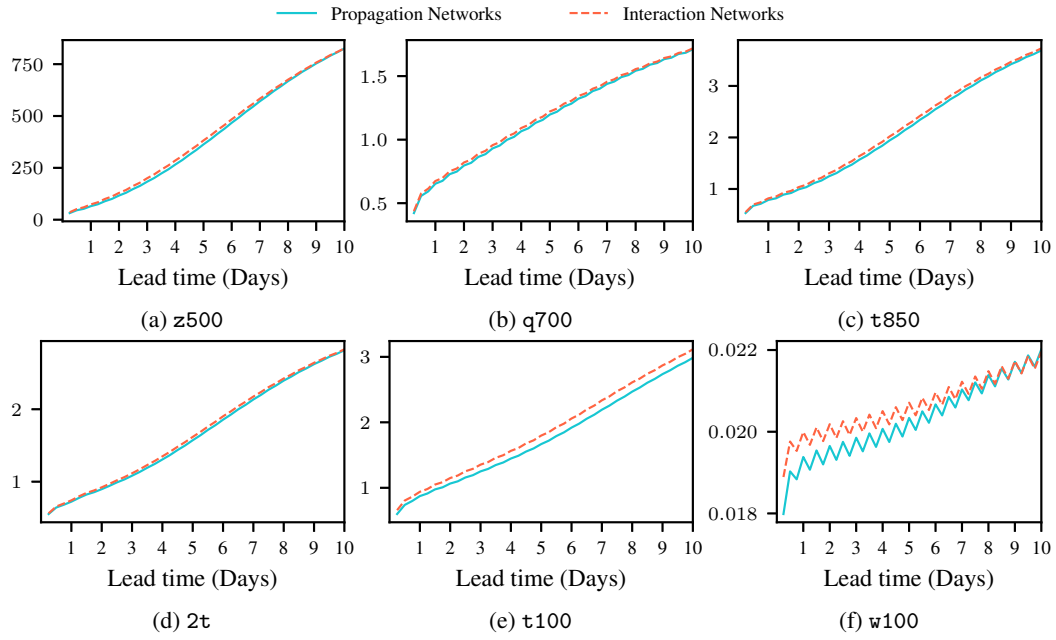 Propagation Networks Interaction Networks
750
500
250
0
1 2 3 4 5 6 7 8 9 10
Lead time (Days)
(a) z500
1.5
1.0
0.5
1 2 3 4 5 6 7 8 9 10
Lead time (Days)
(b) q700
3
2
1
1 2 3 4 5 6 7 8 9 10
Lead time (Days)
(c) t850
2
1
1 2 3 4 5 6 7 8 9 10
Lead time (Days)
(d) 2t
3
2
1
1 2 3 4 5 6 7 8 9 10
Lead time (Days)
(e) t100
0.022
0.020
0.018
1 2 3 4 5 6 7 8 9 10
Lead time (Days)
(f) w100